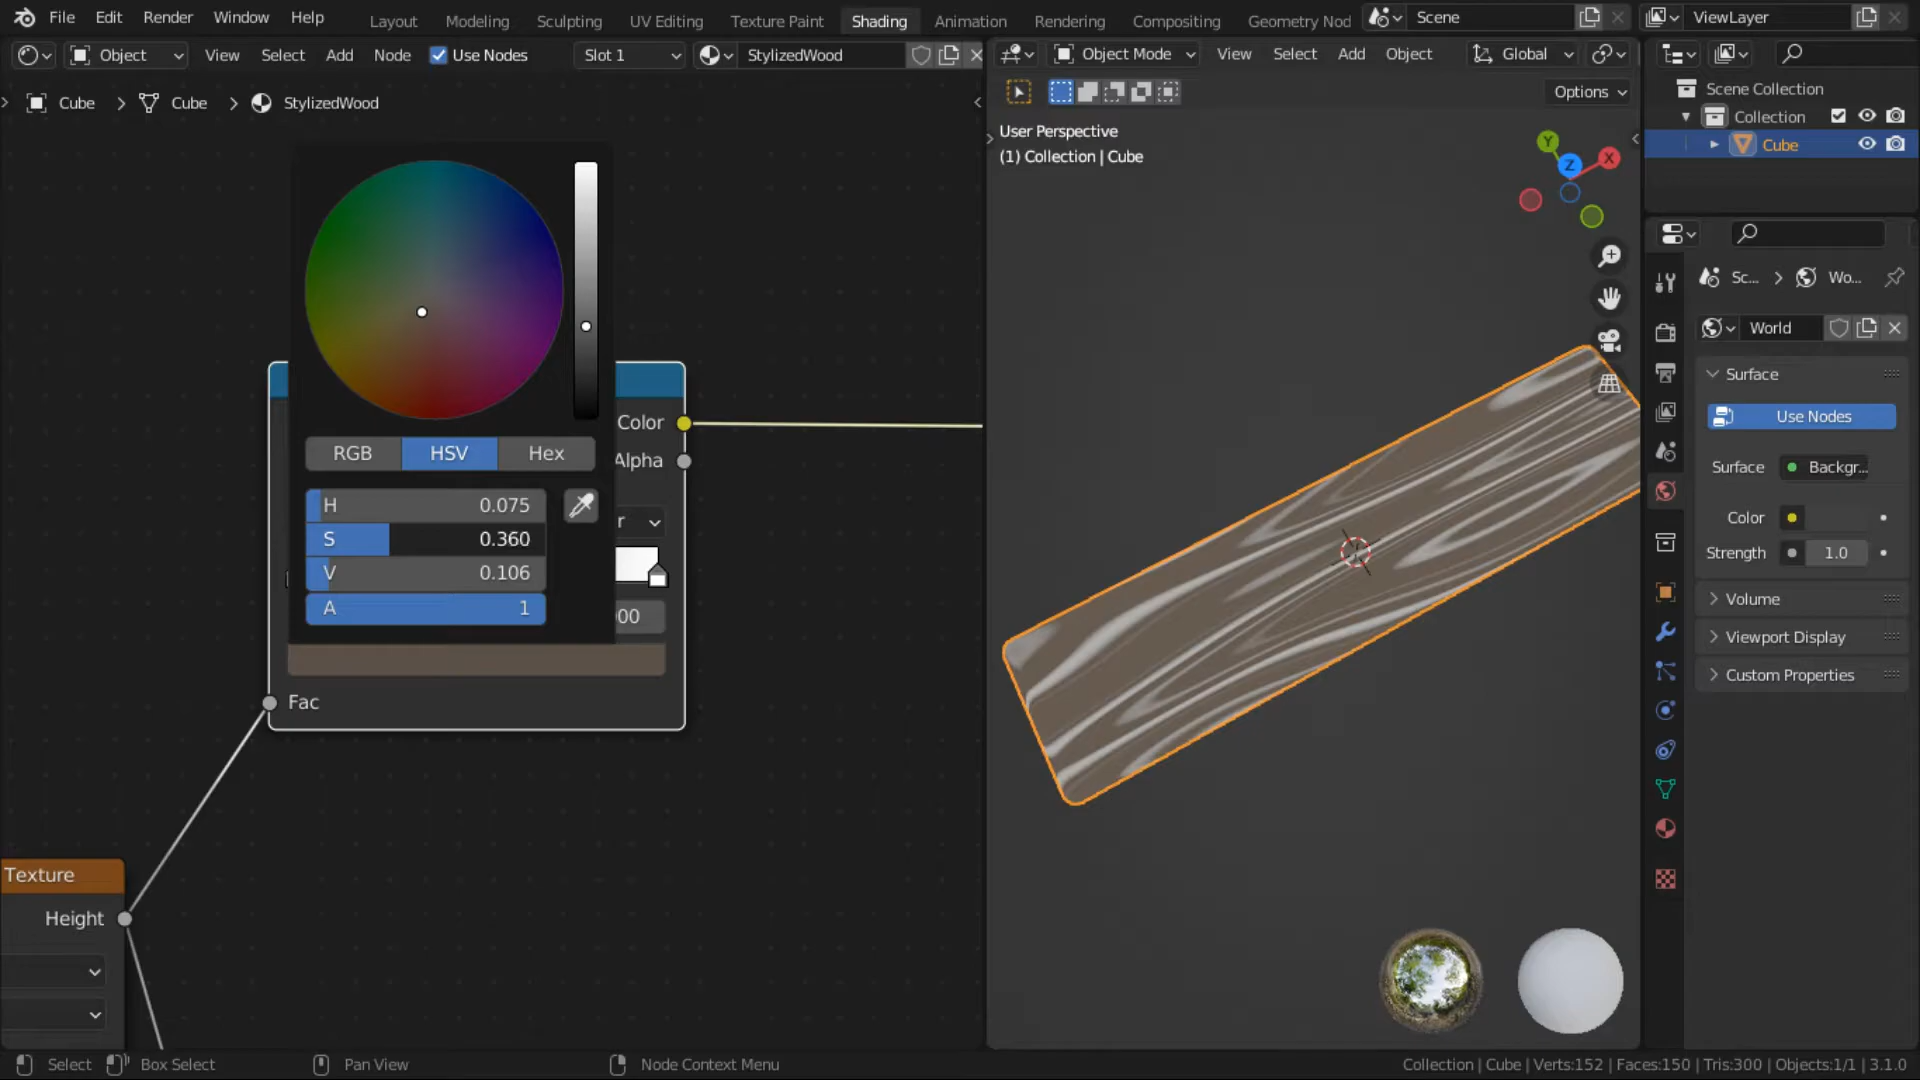 File Edit Render Window Help
Layout Modeling Sculpting UV Editing Texture Paint Shading Animation Rendering Compositing Geometry Nod
Scene
ViewLayer
Object View Select Add Node Use Nodes Slot 1 StylizedWood
Object Mode View Select Add Object Global
Cube Cube StylizedWood
Options
User Perspective
(1) Collection | Cube
Y
Z
X
Scene Collection
Collection
Cube
Sc... Wo...
World
Surface
Use Nodes
Surface Backgr...
Color
Strength 1.0
Volume
Viewport Display
Custom Properties
Color
Alpha
RGB HSV Hex
H 0.075
S 0.360
V 0.106
A 1
r
00
Fac
Texture
Height
Select Box Select Pan View Node Context Menu
Collection | Cube | Verts:152 | Faces:150 | Tris:300 | Objects:1/1 | 3.1.0